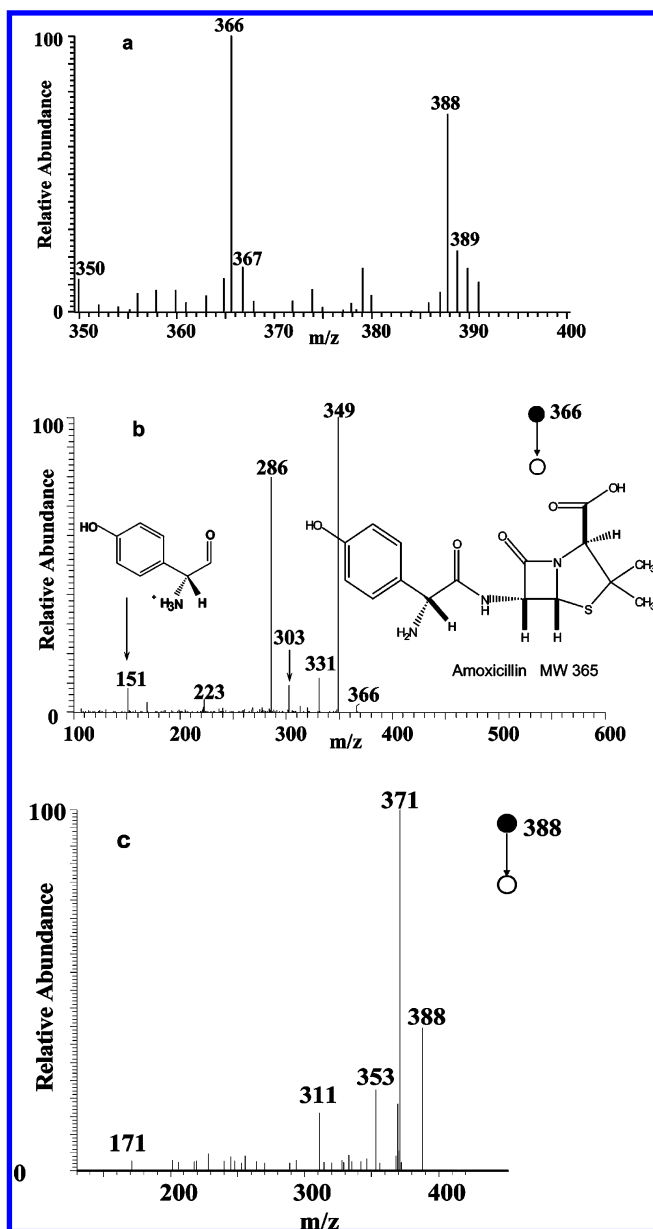 a
Relative Abundance
100
0
366
388
367
389
350
350 360 370 380 390 400
m/z
b
Relative Abundance
100
0
349
286
303
331
366
151
223
366
HO
O
H₃N
+
H
HO
O
OH
O
O
N
H
CH₃
CH₃
S
N
H
H₂N
H
H
H
Amoxicillin MW 365
100 200 300 400 500 600
m/z
c
Relative Abundance
100
0
371
388
388
353
311
171
200 300 400
m/z